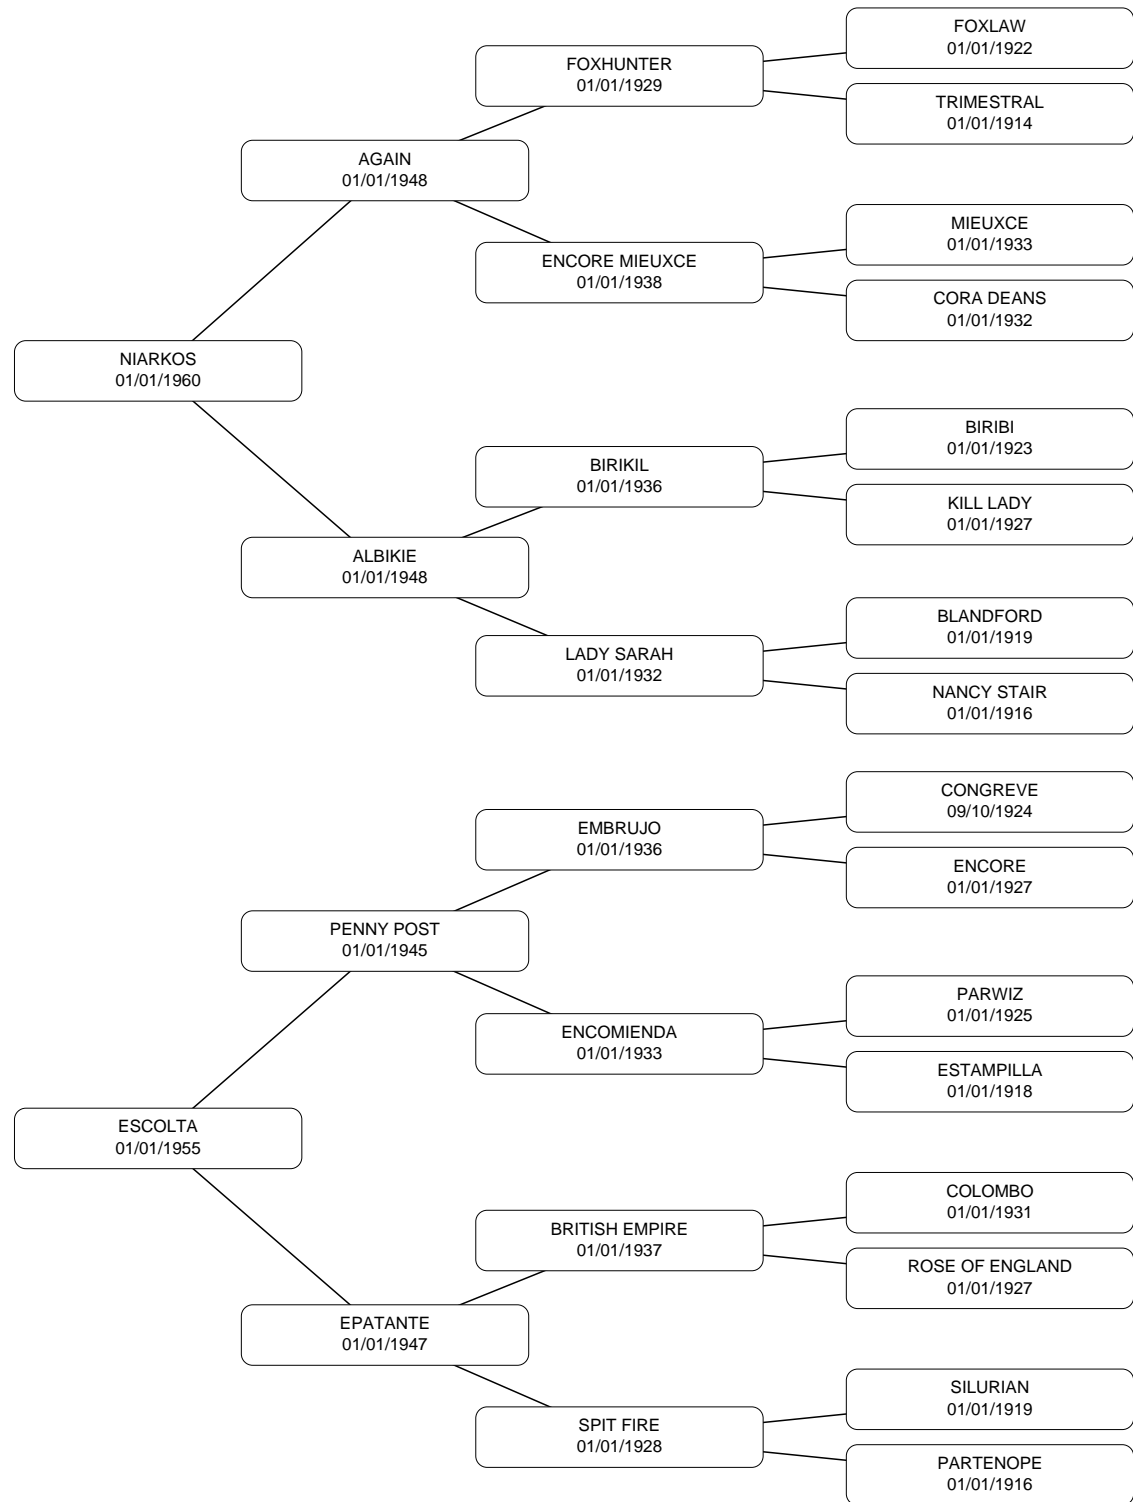 FOXLAW
01/01/1922
FOXHUNTER
01/01/1929
TRIMESTRAL
01/01/1914
AGAIN
01/01/1948
MIEUXCE
01/01/1933
ENCORE MIEUXCE
01/01/1938
CORA DEANS
01/01/1932
NIARKOS
01/01/1960
BIRIBI
01/01/1923
BIRIKIL
01/01/1936
KILL LADY
01/01/1927
ALBIKIE
01/01/1948
BLANDFORD
01/01/1919
LADY SARAH
01/01/1932
NANCY STAIR
01/01/1916
CONGREVE
09/10/1924
EMBRUJO
01/01/1936
ENCORE
01/01/1927
PENNY POST
01/01/1945
PARWIZ
01/01/1925
ENCOMIENDA
01/01/1933
ESTAMPILLA
01/01/1918
ESCOLTA
01/01/1955
COLOMBO
01/01/1931
BRITISH EMPIRE
01/01/1937
ROSE OF ENGLAND
01/01/1927
EPATANTE
01/01/1947
SILURIAN
01/01/1919
SPIT FIRE
01/01/1928
PARTENOPE
01/01/1916